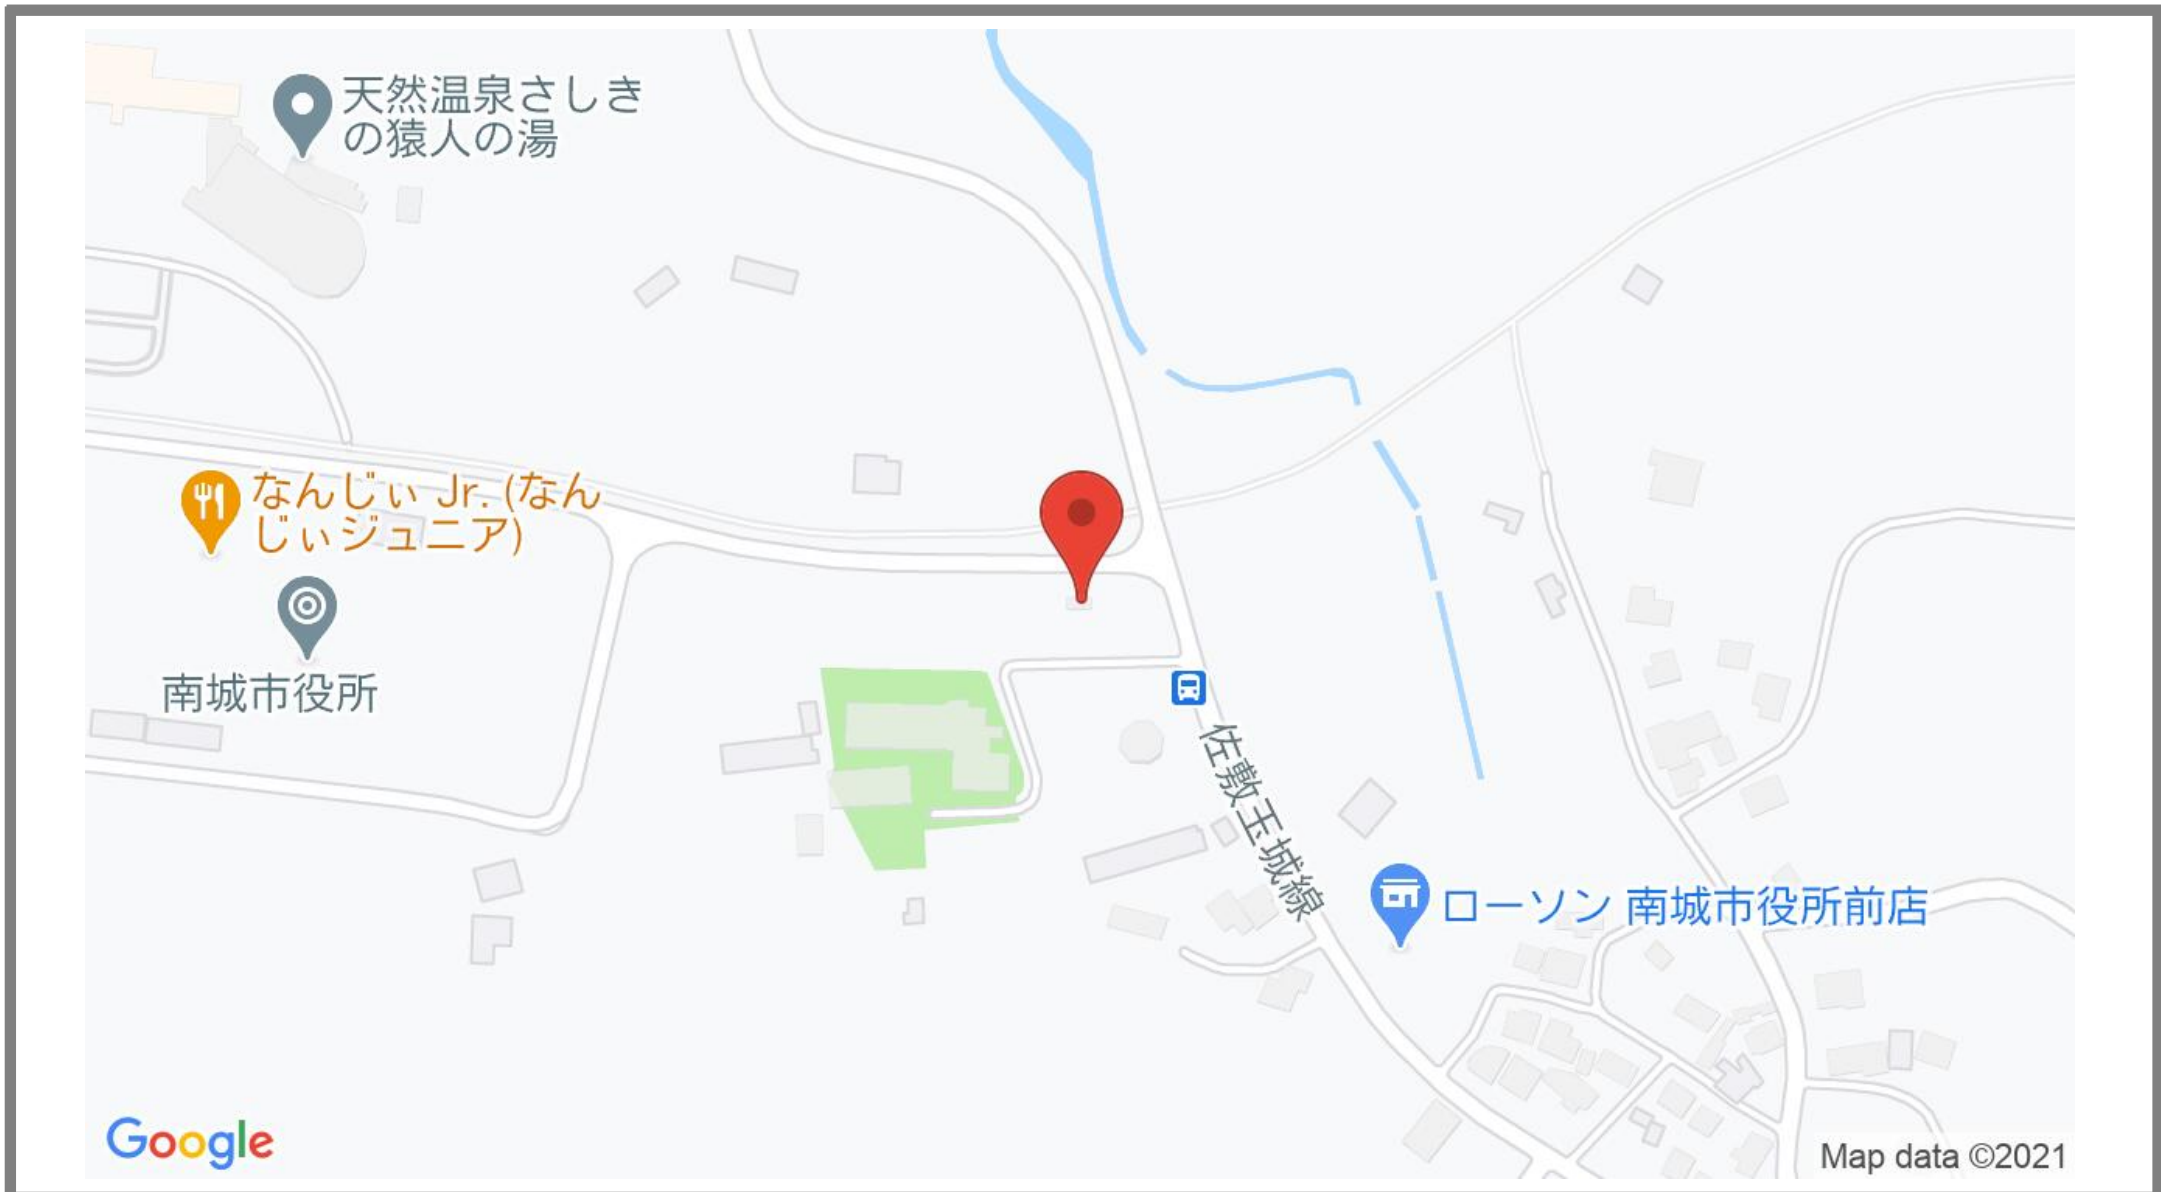 天然温泉さしき
の猿人の湯
なんじぃ Jr. (なん
じぃジュニア)
南城市役所
佐敷玉城線
ローソン 南城市役所前店
Google
Map data ©2021